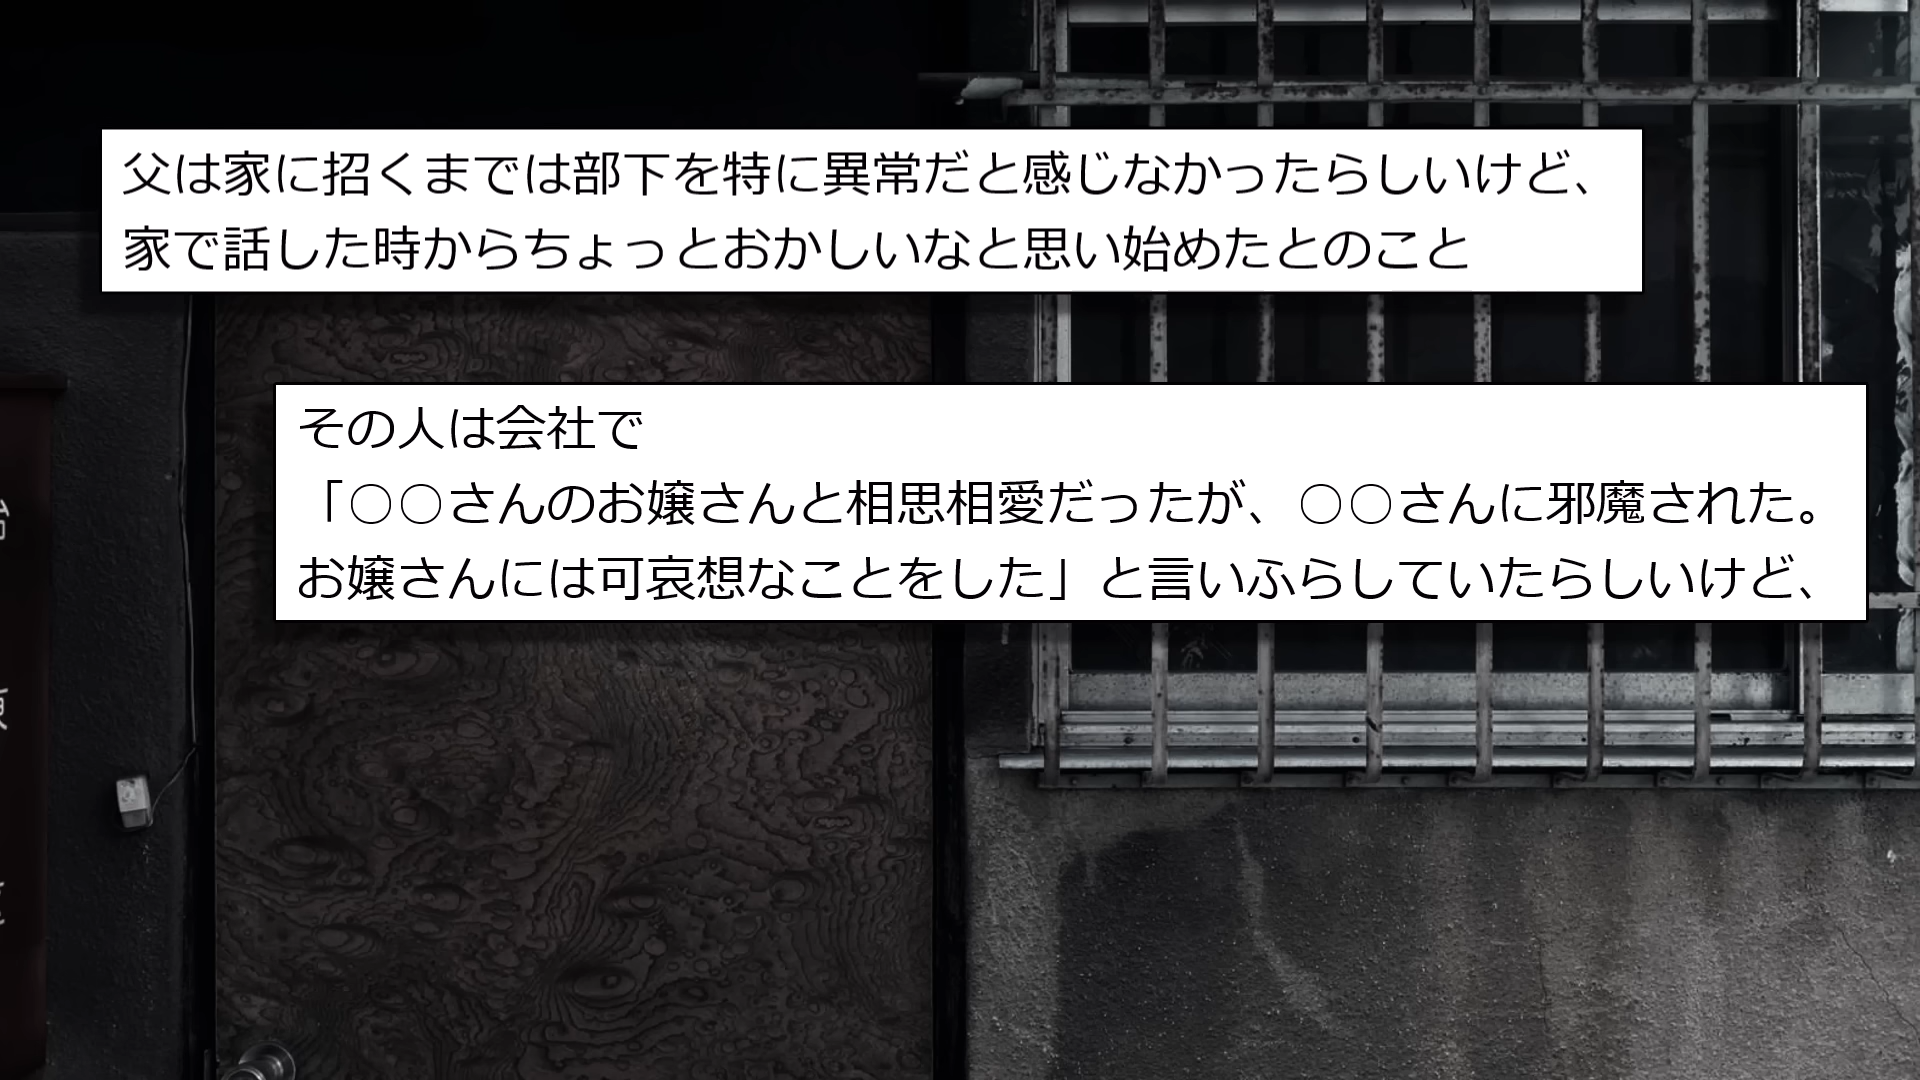 父は家に招くまでは部下を特に異常だと感じなかったらしいけど、
家で話した時からちょっとおかしいなと思い始めたとのこと
その人は会社で
「○○さんのお嬢さんと相思相愛だったが、○○さんに邪魔された。
お嬢さんには可哀想なことをした」と言いふらしていたらしいけど、